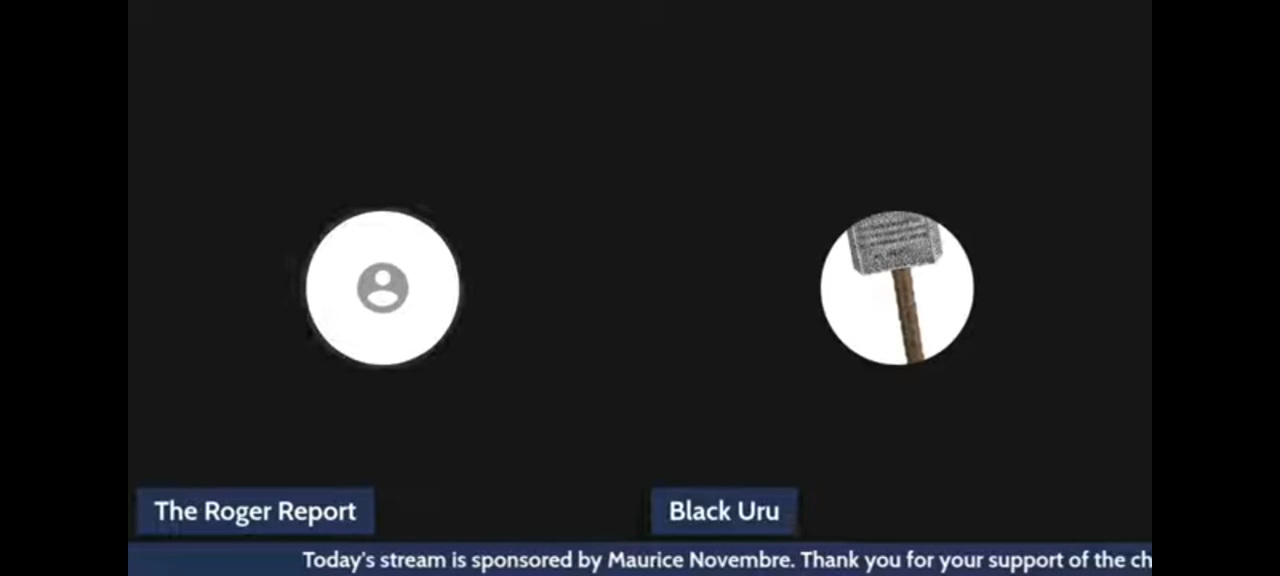 The Roger Report
Black Uru
Today's stream is sponsored by Maurice Novembre. Thank you for your support of the ch